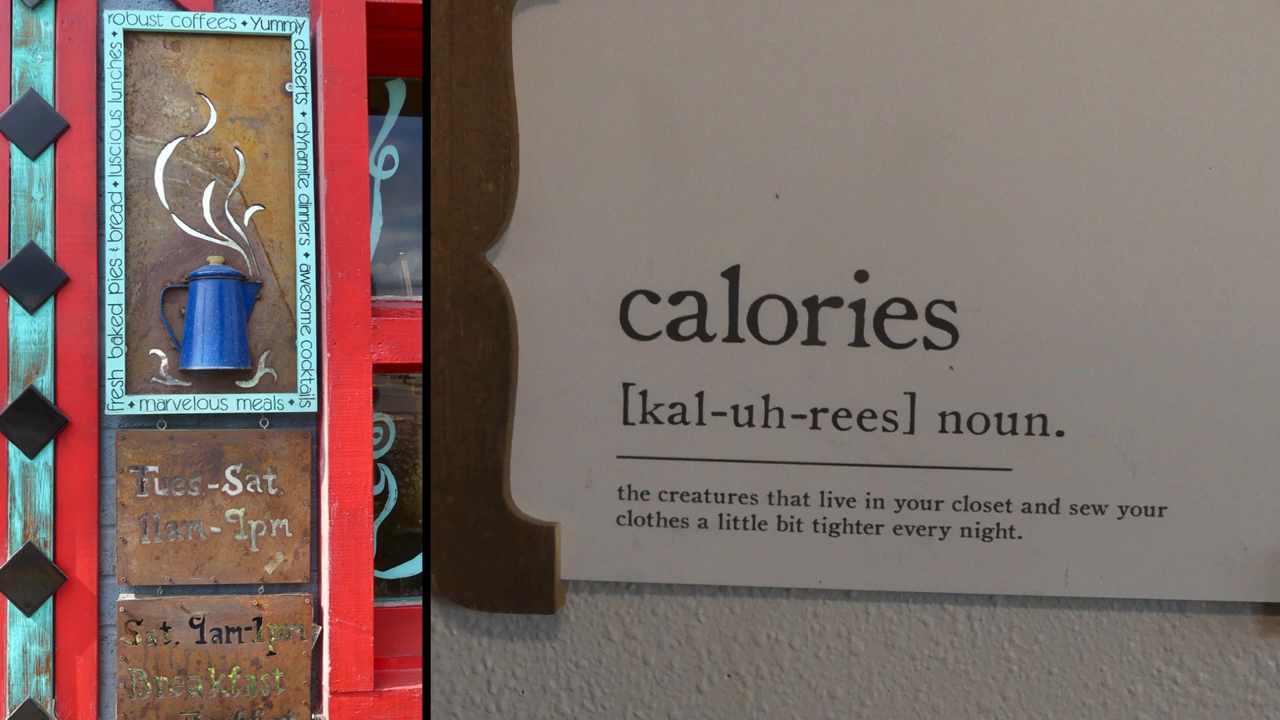 robust coffees ✦ Yummy
desserts ✦ dynamite dinners ✦ awesome cocktails
✦ marvelous meals ✦
fresh baked pies & bread ✦ luscious lunches ✦
Tues-Sat.
11am-9pm
Sat. 9am-1pm
Breakfast
calories
[kal-uh-rees] noun.
the creatures that live in your closet and sew your
clothes a little bit tighter every night.